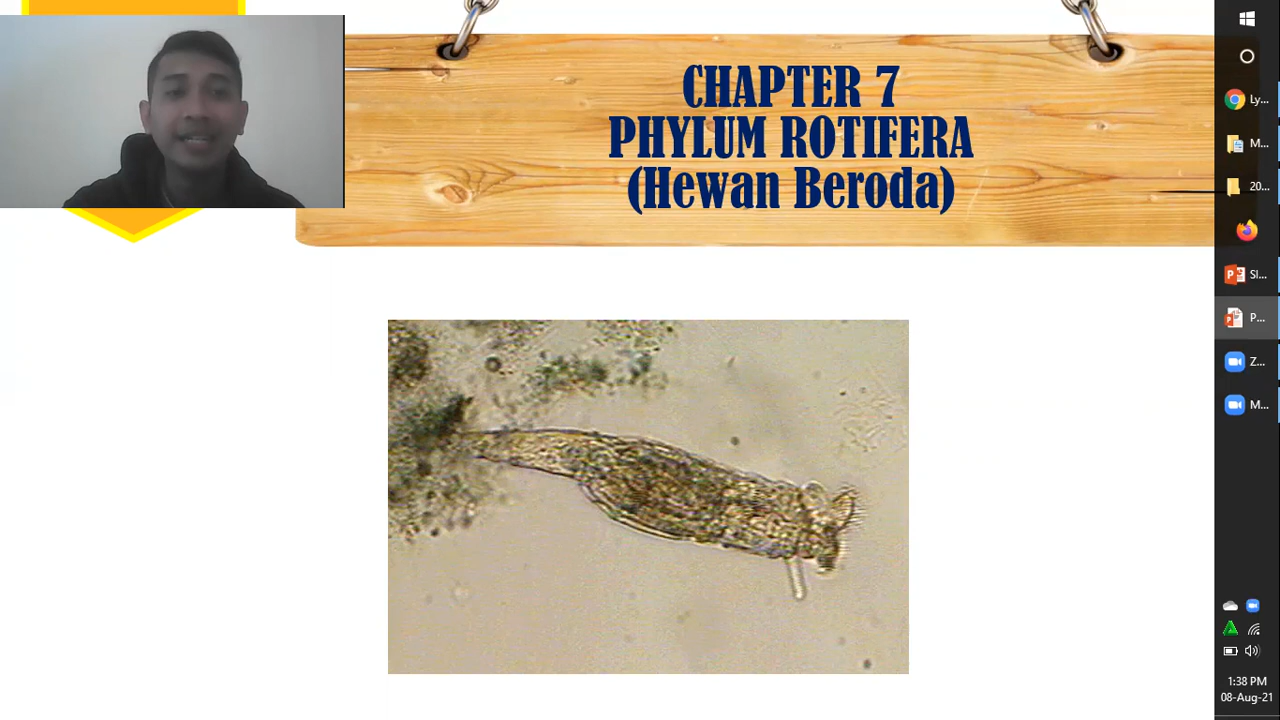 CHAPTER 7
PHYLUM ROTIFERA
(Hewan Beroda)
Ly...
M...
20...
Sl...
P...
Z...
M...
1:38 PM
08-Aug-21